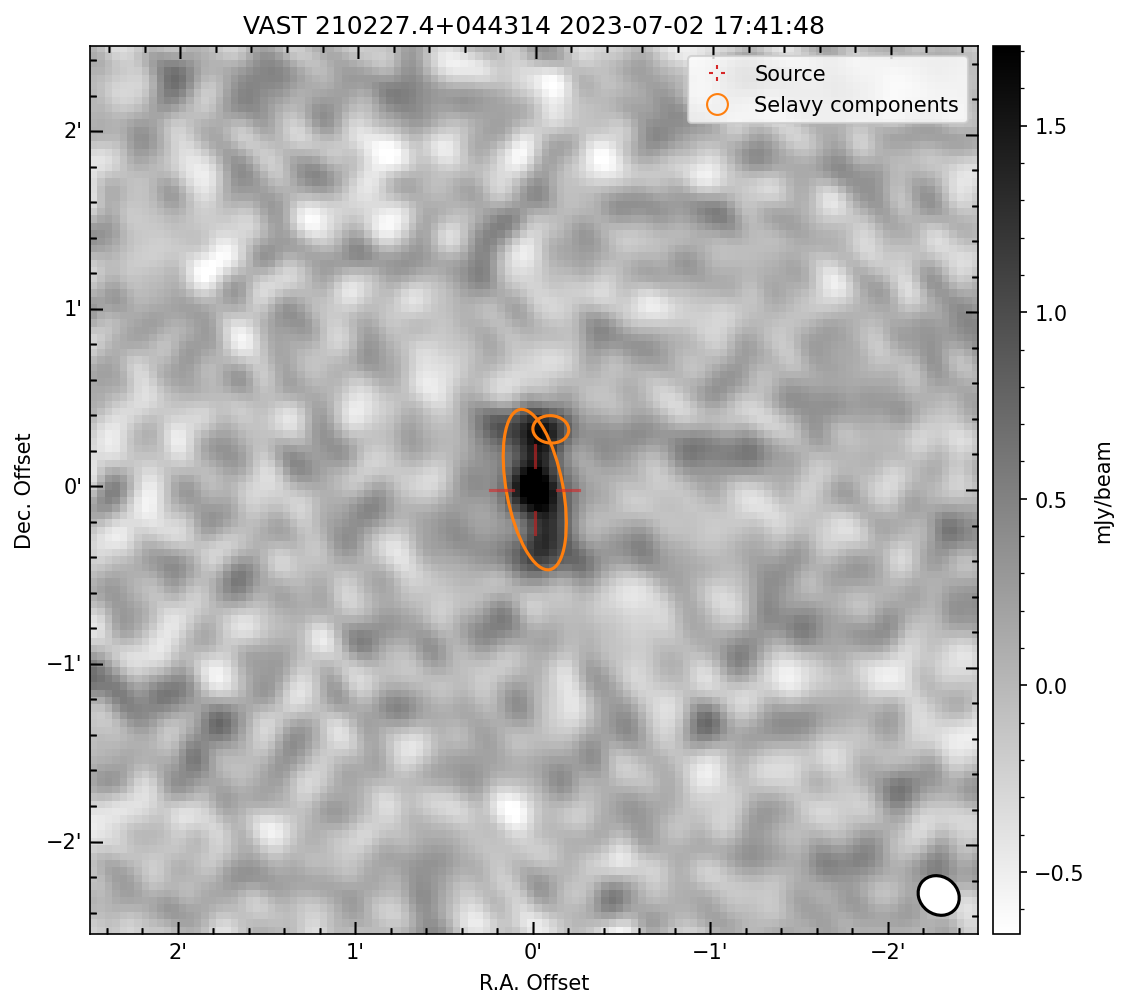 VAST 210227.4+044314 2023-07-02 17:41:48
Source
Selavy components
2'
1'
0'
−1'
−2'
Dec. Offset
2'
1'
0'
−1'
−2'
R.A. Offset
1.5
1.0
0.5
0.0
−0.5
mJy/beam